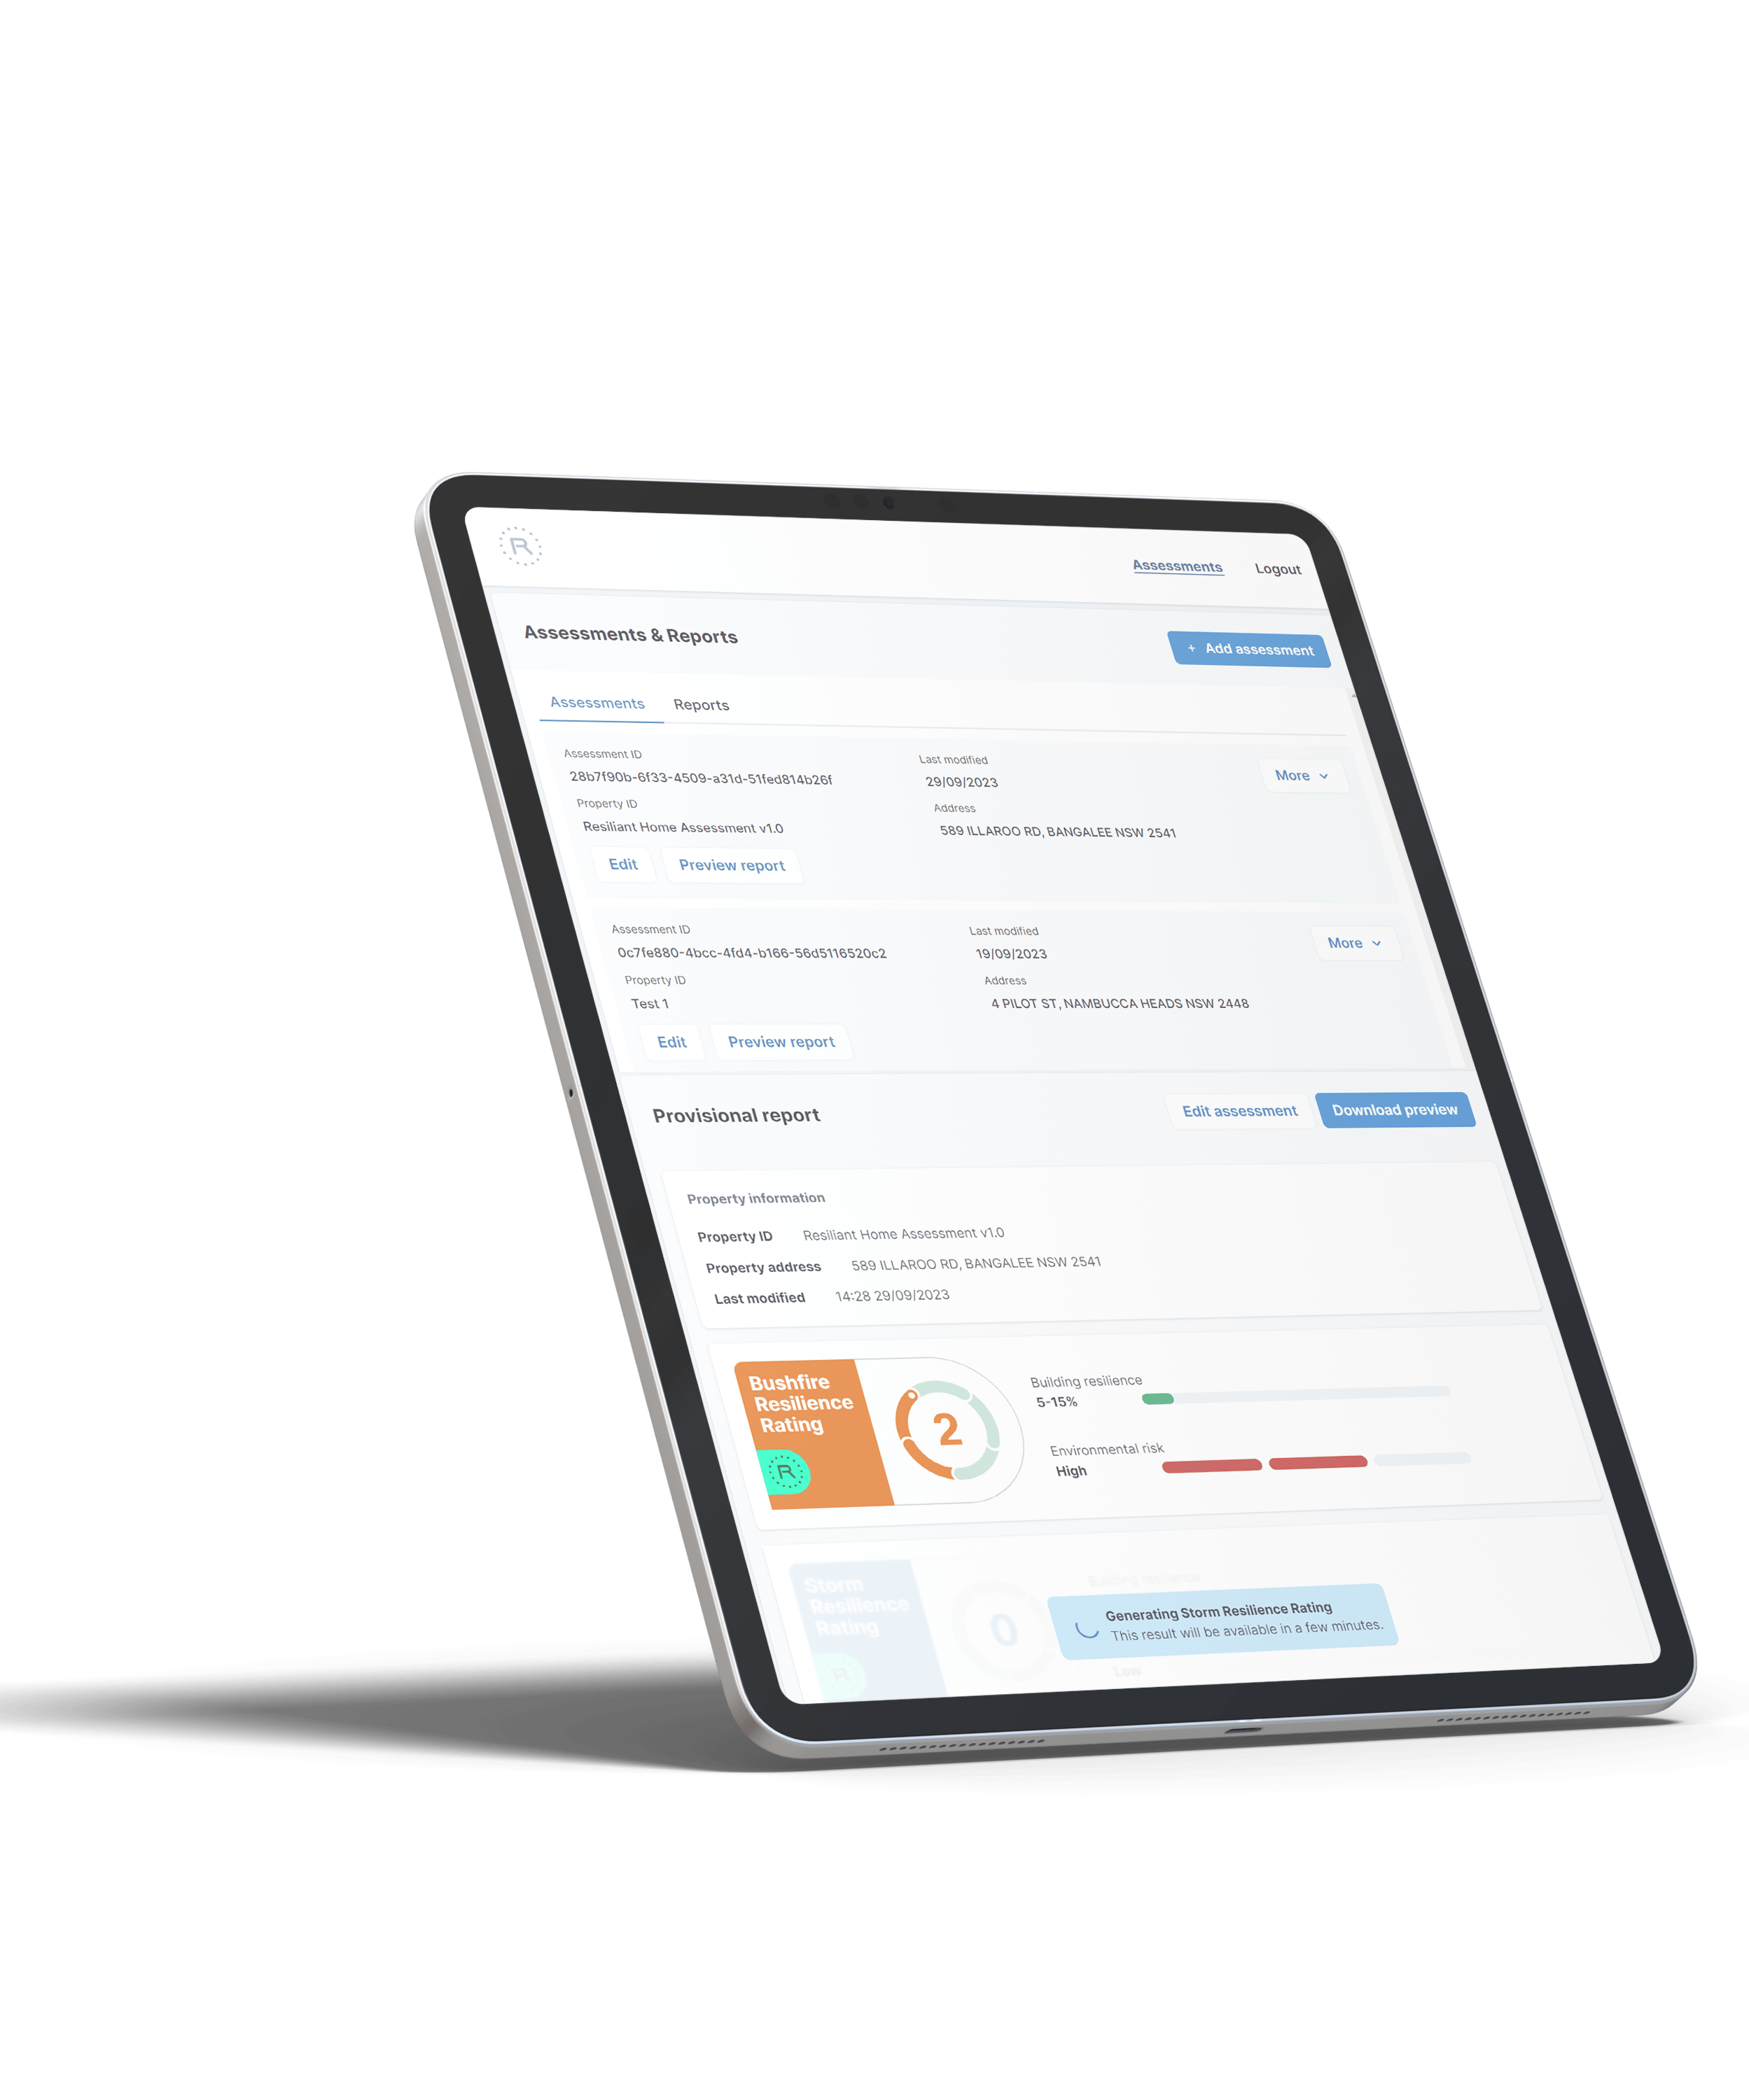 R
Assessments Logout
Assessments & Reports
+ Add assessment
Assessments Reports
Assessment ID Last modified
28b7f90b-6f33-4509-a31d-51fed814b26f 29/09/2023
More
Property ID Address
Resiliant Home Assessment v1.0 589 ILLAROO RD, BANGALEE NSW 2541
Edit Preview report
Assessment ID Last modified
0c7fe880-4bcc-4fd4-b166-56d5116520c2 19/09/2023
More
Property ID Address
Test 1 4 PILOT ST, NAMBUCCA HEADS NSW 2448
Edit Preview report
Provisional report
Edit assessment Download preview
Property information
Property ID Resiliant Home Assessment v1.0
Property address 589 ILLAROO RD, BANGALEE NSW 2541
Last modified 14:28 29/09/2023
Bushfire
Resilience
Rating
R
2
Building resilience
5-15%
Environmental risk
High
Storm
Resilience
Rating
R
0
Building resilience
Generating Storm Resilience Rating
This result will be available in a few minutes.
Low